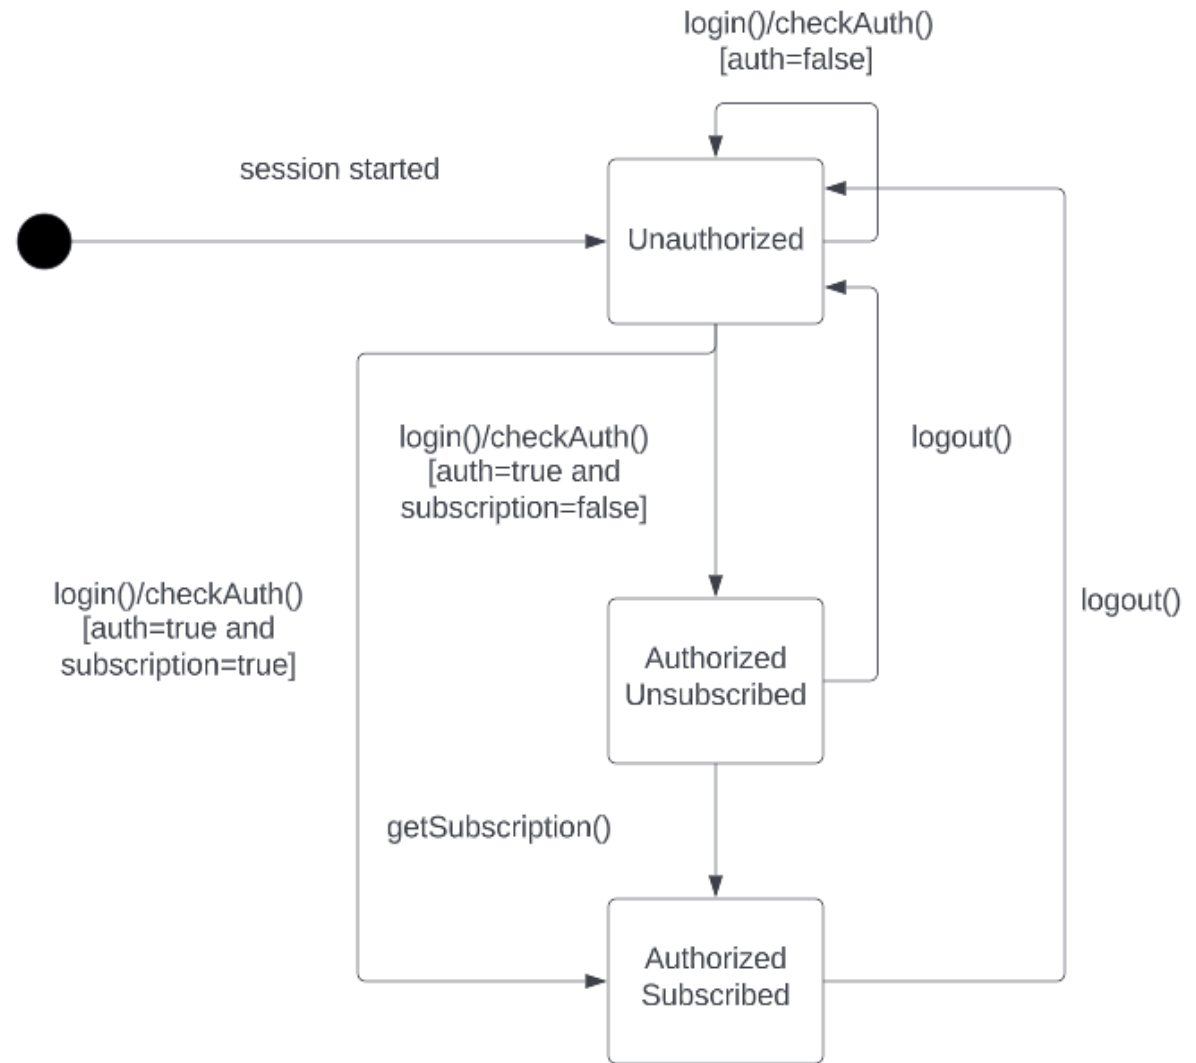 login()/checkAuth()
[auth=false]
session started
Unauthorized
login()/checkAuth()
[auth=true and
subscription=false]
logout()
login()/checkAuth()
[auth=true and
subscription=true]
logout()
Authorized
Unsubscribed
getSubscription()
Authorized
Subscribed